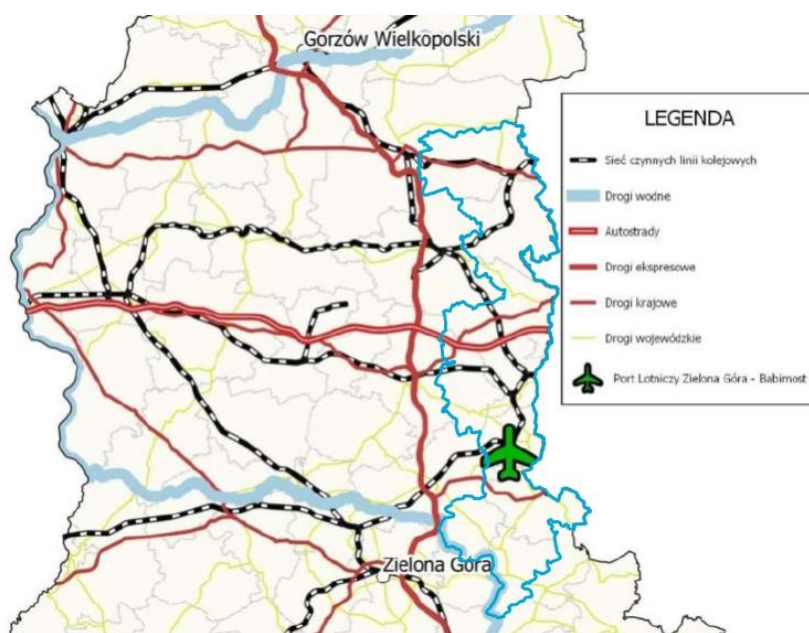 Gorzów Wielkopolski
LEGENDA
Sieć czynnych linii kolejowych
Drogi wodne
Autostrady
Drogi ekspresowe
Drogi krajowe
Drogi wojewódzkie
Port Lotniczy Zielona Góra - Babimost
Zielona Góra